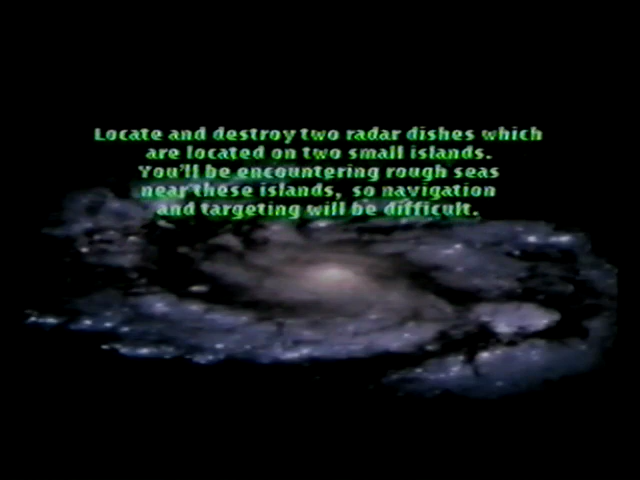 Locate and destroy two radar dishes which
are located on two small islands.
You'll be encountering rough seas
near these islands, so navigation
and targeting will be difficult.